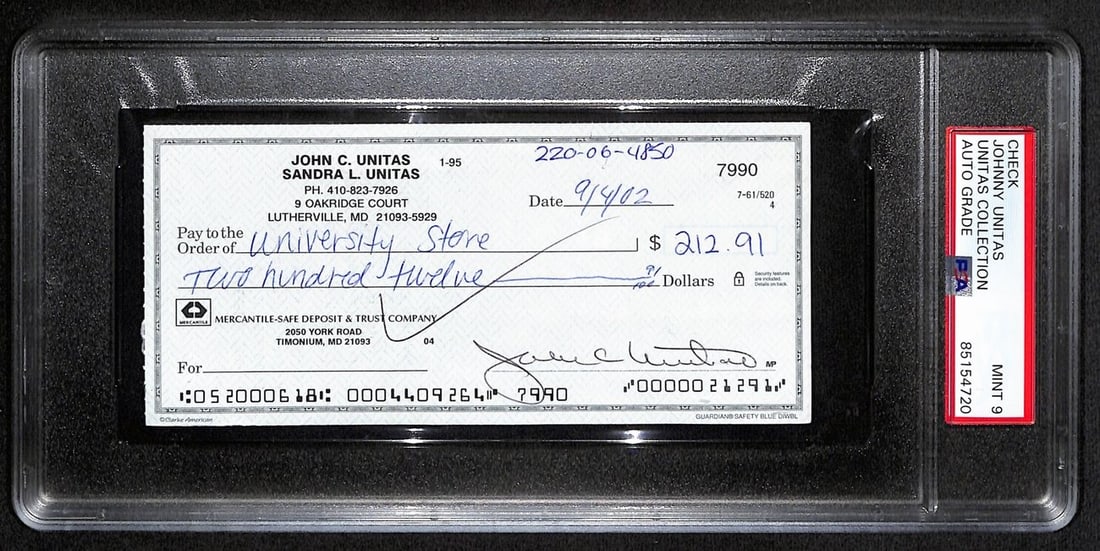 JOHN C. UNITAS 1-95
SANDRA L. UNITAS
PH. 410-823-7926
9 OAKRIDGE COURT
LUTHERVILLE, MD 21093-5929
220-06-4850
7990
Date 9/4/02
7-61/520
4
Pay to the
Order of University Store $ 212.91
Two hundred twelve 91/100 Dollars
Security features
are included.
Details on back.
MERCANTILE
MERCANTILE-SAFE DEPOSIT & TRUST COMPANY
2050 YORK ROAD
TIMONIUM, MD 21093 04
For
John C Unitas
MP
⑆052000618⑆ 0004409264⑈ 7990 ⑈0000021291⑈
©Clarke American
GUARDIAN® SAFETY BLUE DIWBL
CHECK
JOHNNY UNITAS
UNITAS COLLECTION
AUTO GRADE MINT 9
85154720
PSA